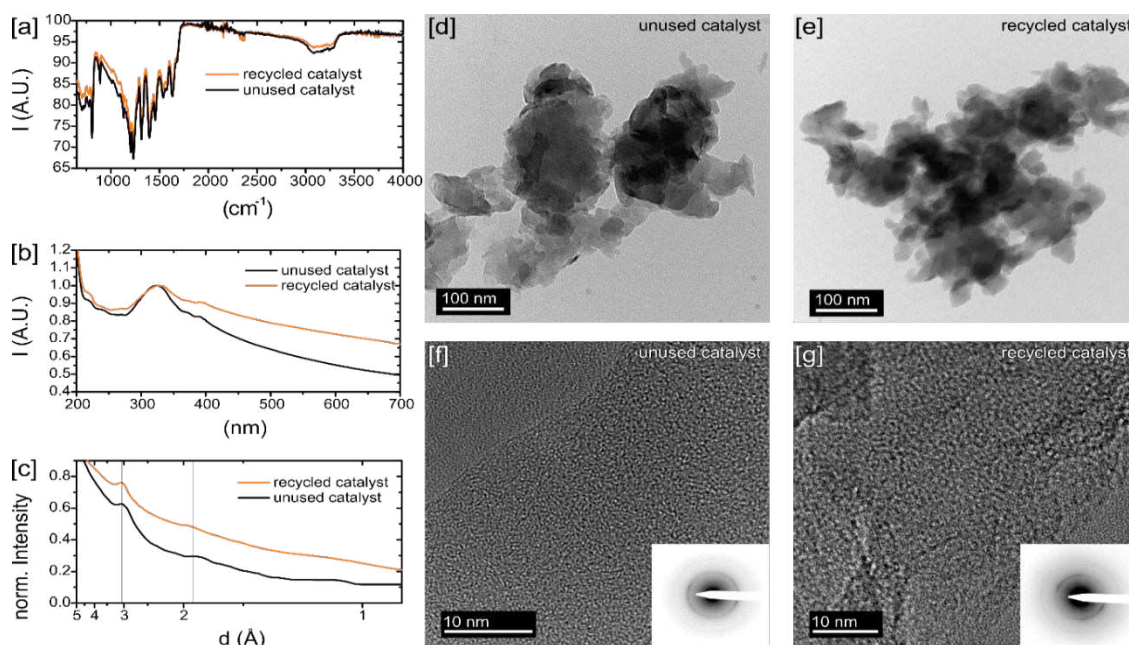 [a]
100
95
90
85
80
75
70
65
I (A.U.)
recycled catalyst
unused catalyst
1000 1500 2000 2500 3000 3500 4000
(cm-1)
[b]
1.2
1.1
1.0
0.9
0.8
0.7
0.6
0.5
0.4
I (A.U.)
unused catalyst
recycled catalyst
200 300 400 500 600 700
(nm)
[c]
0.8
0.6
0.4
0.2
0.0
norm. Intensity
recycled catalyst
unused catalyst
5 4 3 2 1
d (Å)
[d] unused catalyst
100 nm
[e] recycled catalyst
100 nm
[f] unused catalyst
10 nm
[g] recycled catalyst
10 nm